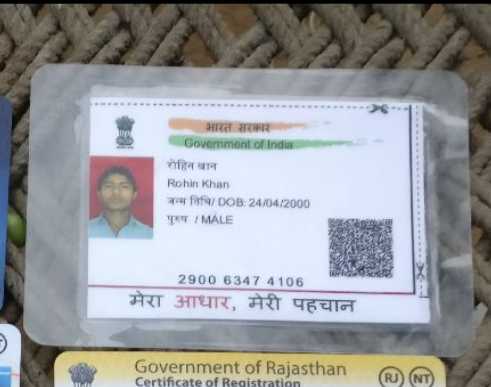 भारत सरकार
Government of India
रोहिन खान
Rohin Khan
जन्म तिथि/ DOB: 24/04/2000
पुरुष / MALE
2900 6347 4106
मेरा आधार, मेरी पहचान
Government of Rajasthan
Certificate of Registration
RJ NT